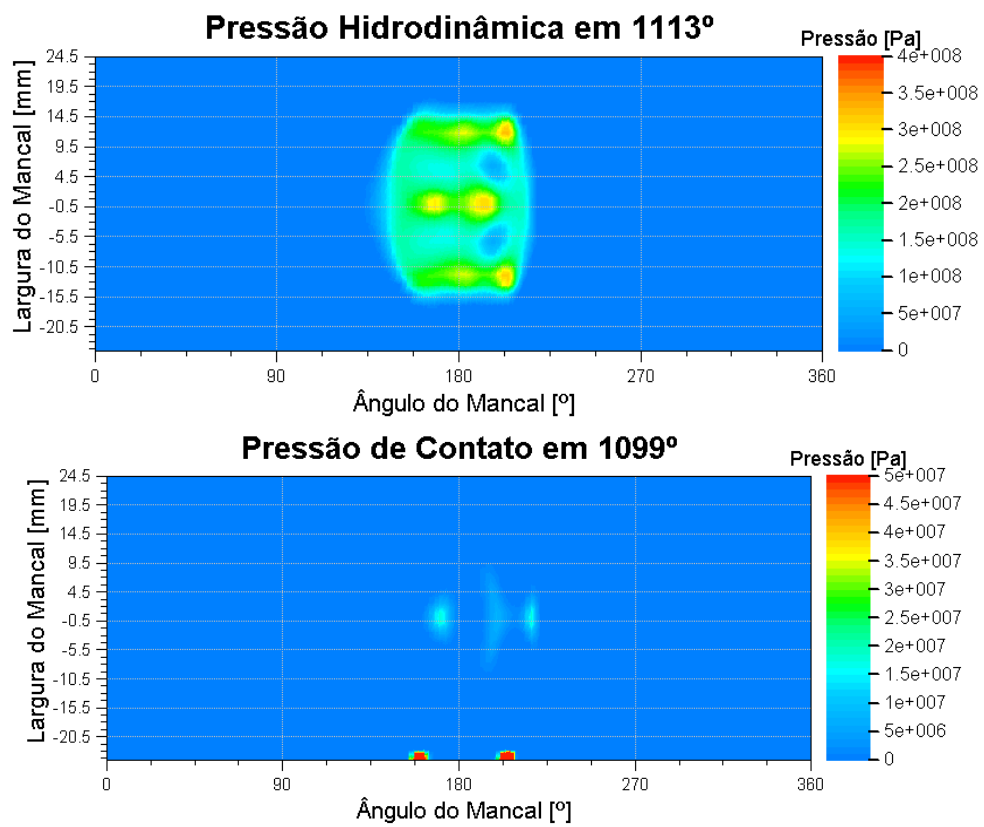 Pressão Hidrodinâmica em 1113º
Pressão [Pa]
Largura do Mancal [mm]
24.5
19.5
14.5
9.5
4.5
-0.5
-5.5
-10.5
-15.5
-20.5
0
90
180
270
360
Ângulo do Mancal [º]
4e+008
3.5e+008
3e+008
2.5e+008
2e+008
1.5e+008
1e+008
5e+007
0
Pressão de Contato em 1099º
Pressão [Pa]
Largura do Mancal [mm]
24.5
19.5
14.5
9.5
4.5
-0.5
-5.5
-10.5
-15.5
-20.5
0
90
180
270
360
Ângulo do Mancal [º]
5e+007
4.5e+007
4e+007
3.5e+007
3e+007
2.5e+007
2e+007
1.5e+007
1e+007
5e+006
0